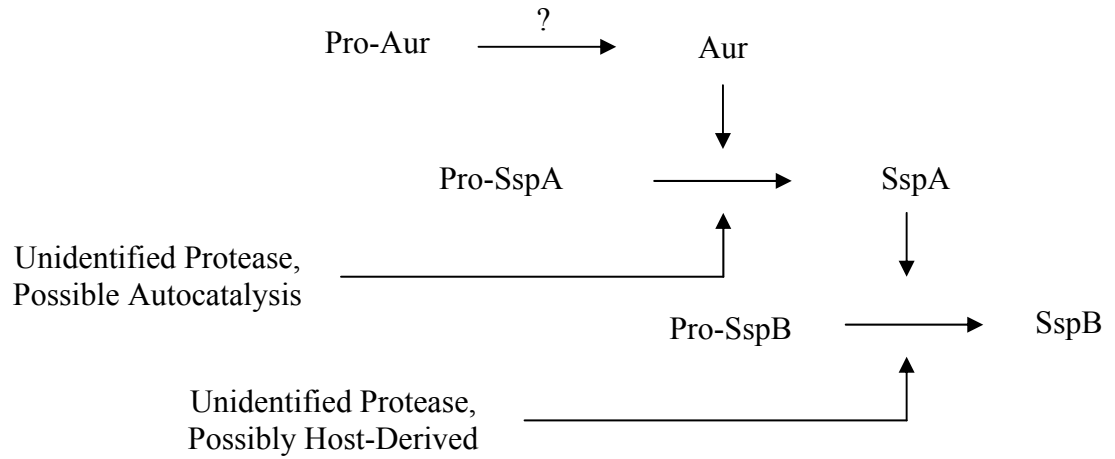 ?
Pro-Aur
Aur
Pro-SspA
SspA
Unidentified Protease,
Possible Autocatalysis
Pro-SspB
SspB
Unidentified Protease,
Possibly Host-Derived